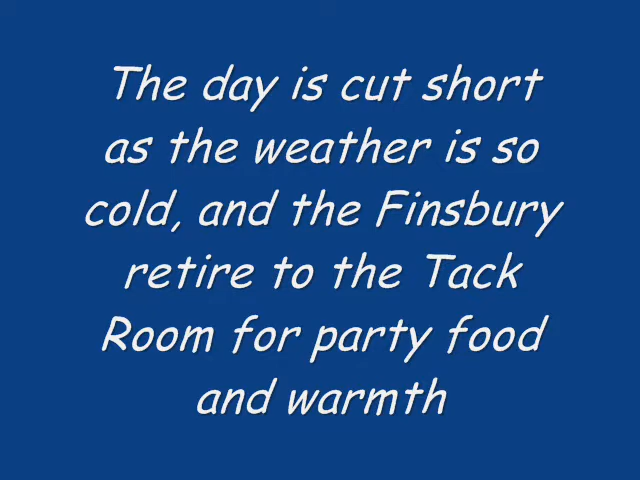 The day is cut short
as the weather is so
cold, and the Finsbury
retire to the Tack
Room for party food
and warmth